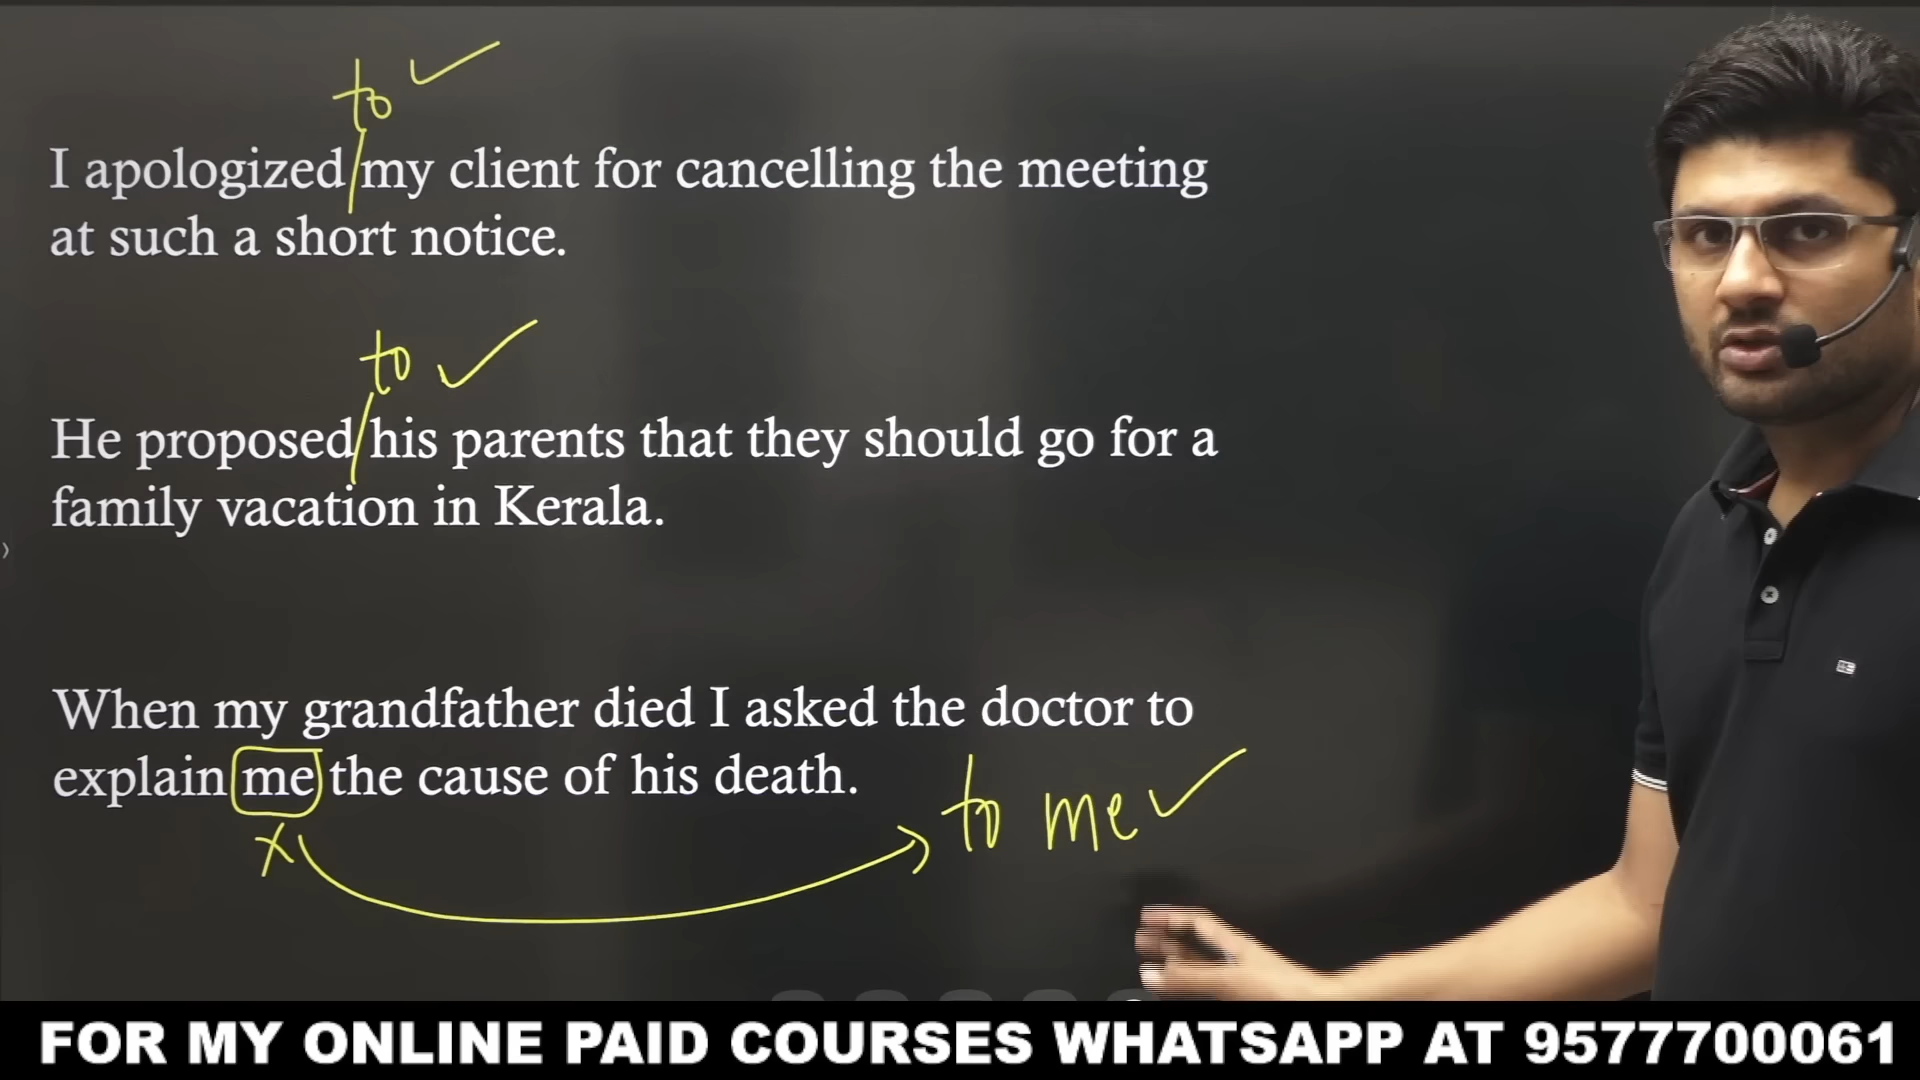 to
I apologized my client for cancelling the meeting
at such a short notice.
to
He proposed his parents that they should go for a
family vacation in Kerala.
When my grandfather died I asked the doctor to
explain me the cause of his death.
to me
x
FOR MY ONLINE PAID COURSES WHATSAPP AT 9577700061